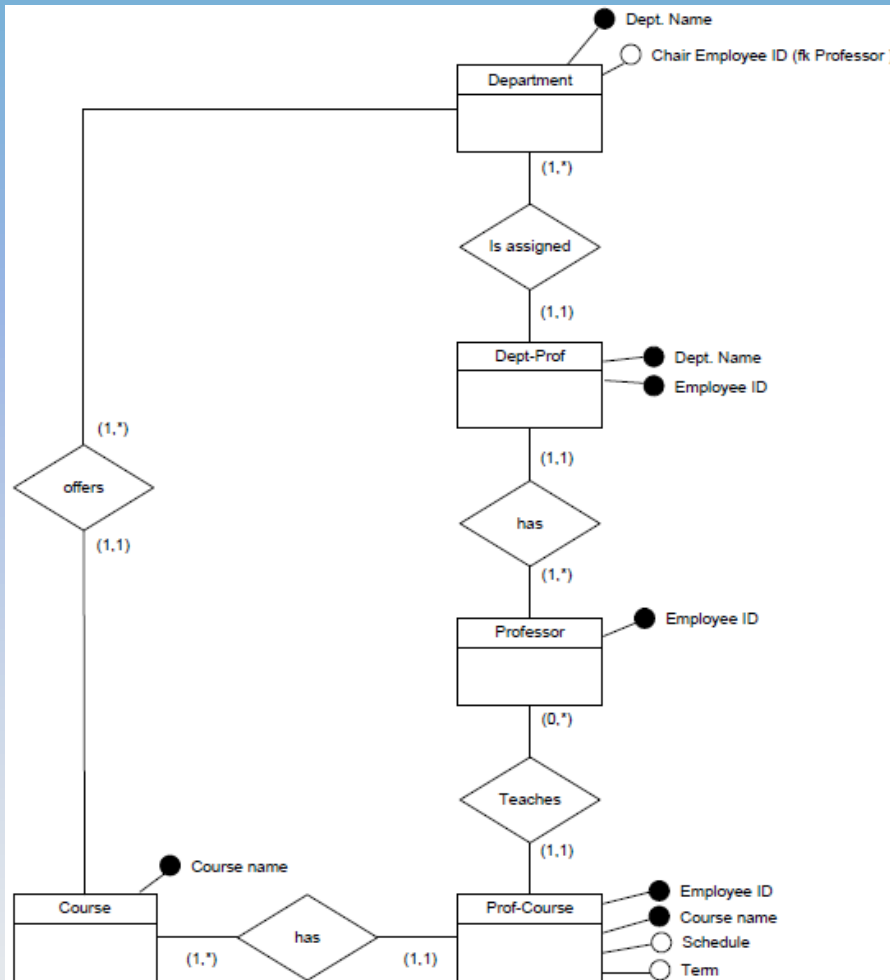 Dept. Name
Chair Employee ID (fk Professor )
Department
(1,*)
Is assigned
(1,1)
Dept-Prof
Dept. Name
Employee ID
(1,*)
offers
(1,1)
(1,1)
has
(1,*)
Professor
Employee ID
(0,*)
Teaches
(1,1)
Course name
Course
(1,*)
has
(1,1)
Prof-Course
Employee ID
Course name
Schedule
Term